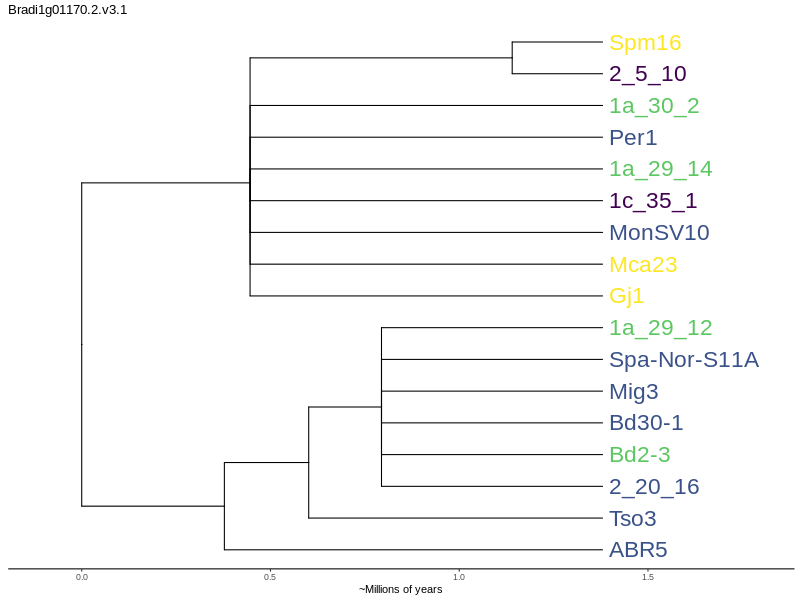 Bradi1g01170.2.v3.1
Spm16
2_5_10
1a_30_2
Per1
1a_29_14
1c_35_1
MonSV10
Mca23
Gj1
1a_29_12
Spa-Nor-S11A
Mig3
Bd30-1
Bd2-3
2_20_16
Tso3
ABR5
0.0 0.5 1.0 1.5
~Millions of years